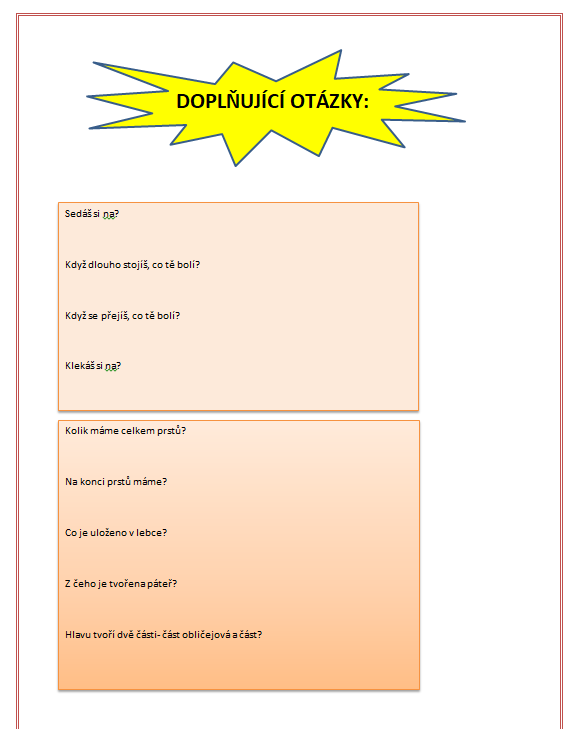 DOPLŇUJÍCÍ OTÁZKY:
Sedáš si na?
Když dlouho stojíš, co tě bolí?
Když se přejíš, co tě bolí?
Klekáš si na?
Kolik máme celkem prstů?
Na konci prstů máme?
Co je uloženo v lebce?
Z čeho je tvořena páteř?
Hlavu tvoří dvě části- část obličejová a část?